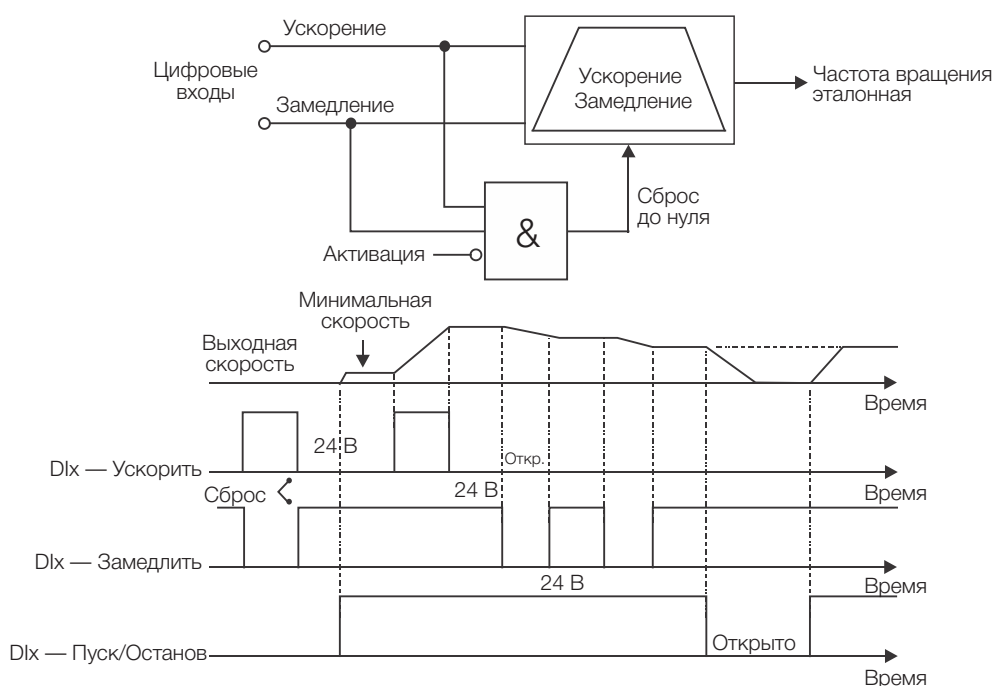 Ускорение
Цифровые
входы
Замедление
Ускорение
Замедление
Частота вращения
эталонная
&
Сброс
до нуля
Активация
Минимальная
скорость
Выходная
скорость
Время
24 В
DIx — Ускорить
Откр.
Время
Сброс
24 В
DIx — Замедлить
Время
24 В
DIx — Пуск/Останов
Открыто
Время